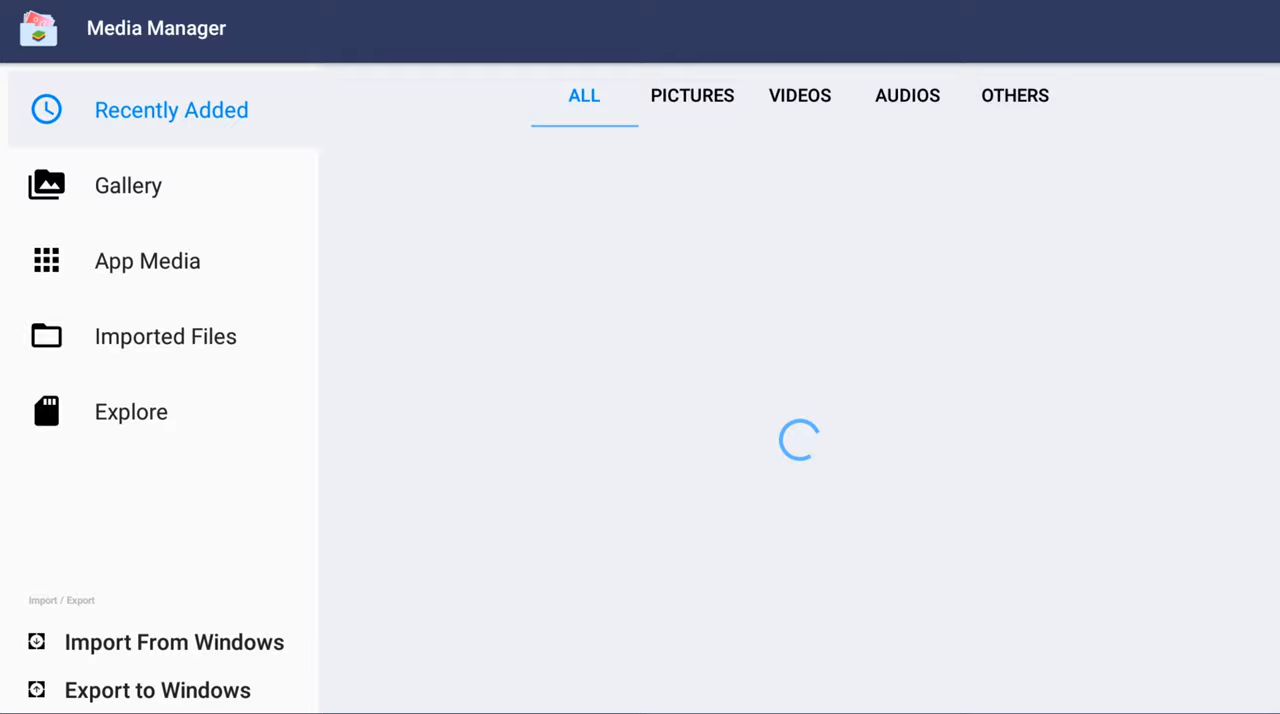 Media Manager
Recently Added
Gallery
App Media
Imported Files
Explore
Import / Export
Import From Windows
Export to Windows
ALL PICTURES VIDEOS AUDIOS OTHERS